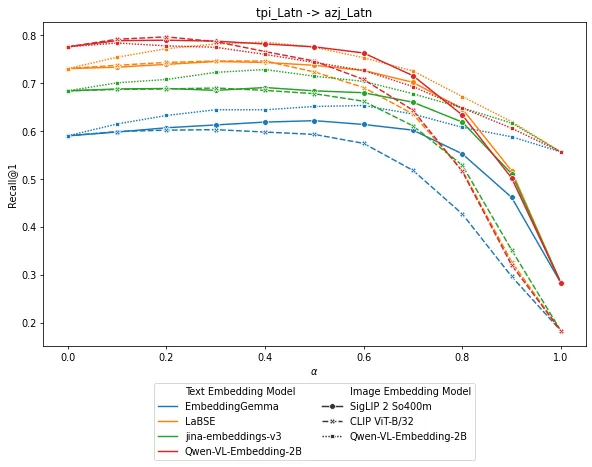 tpi_Latn -> azj_Latn
Recall@1
0.8
0.7
0.6
0.5
0.4
0.3
0.2
0.0 0.2 0.4 0.6 0.8 1.0
α
Text Embedding Model Image Embedding Model
EmbeddingGemma SigLIP 2 So400m
LaBSE CLIP ViT-B/32
jina-embeddings-v3 Qwen-VL-Embedding-2B
Qwen-VL-Embedding-2B